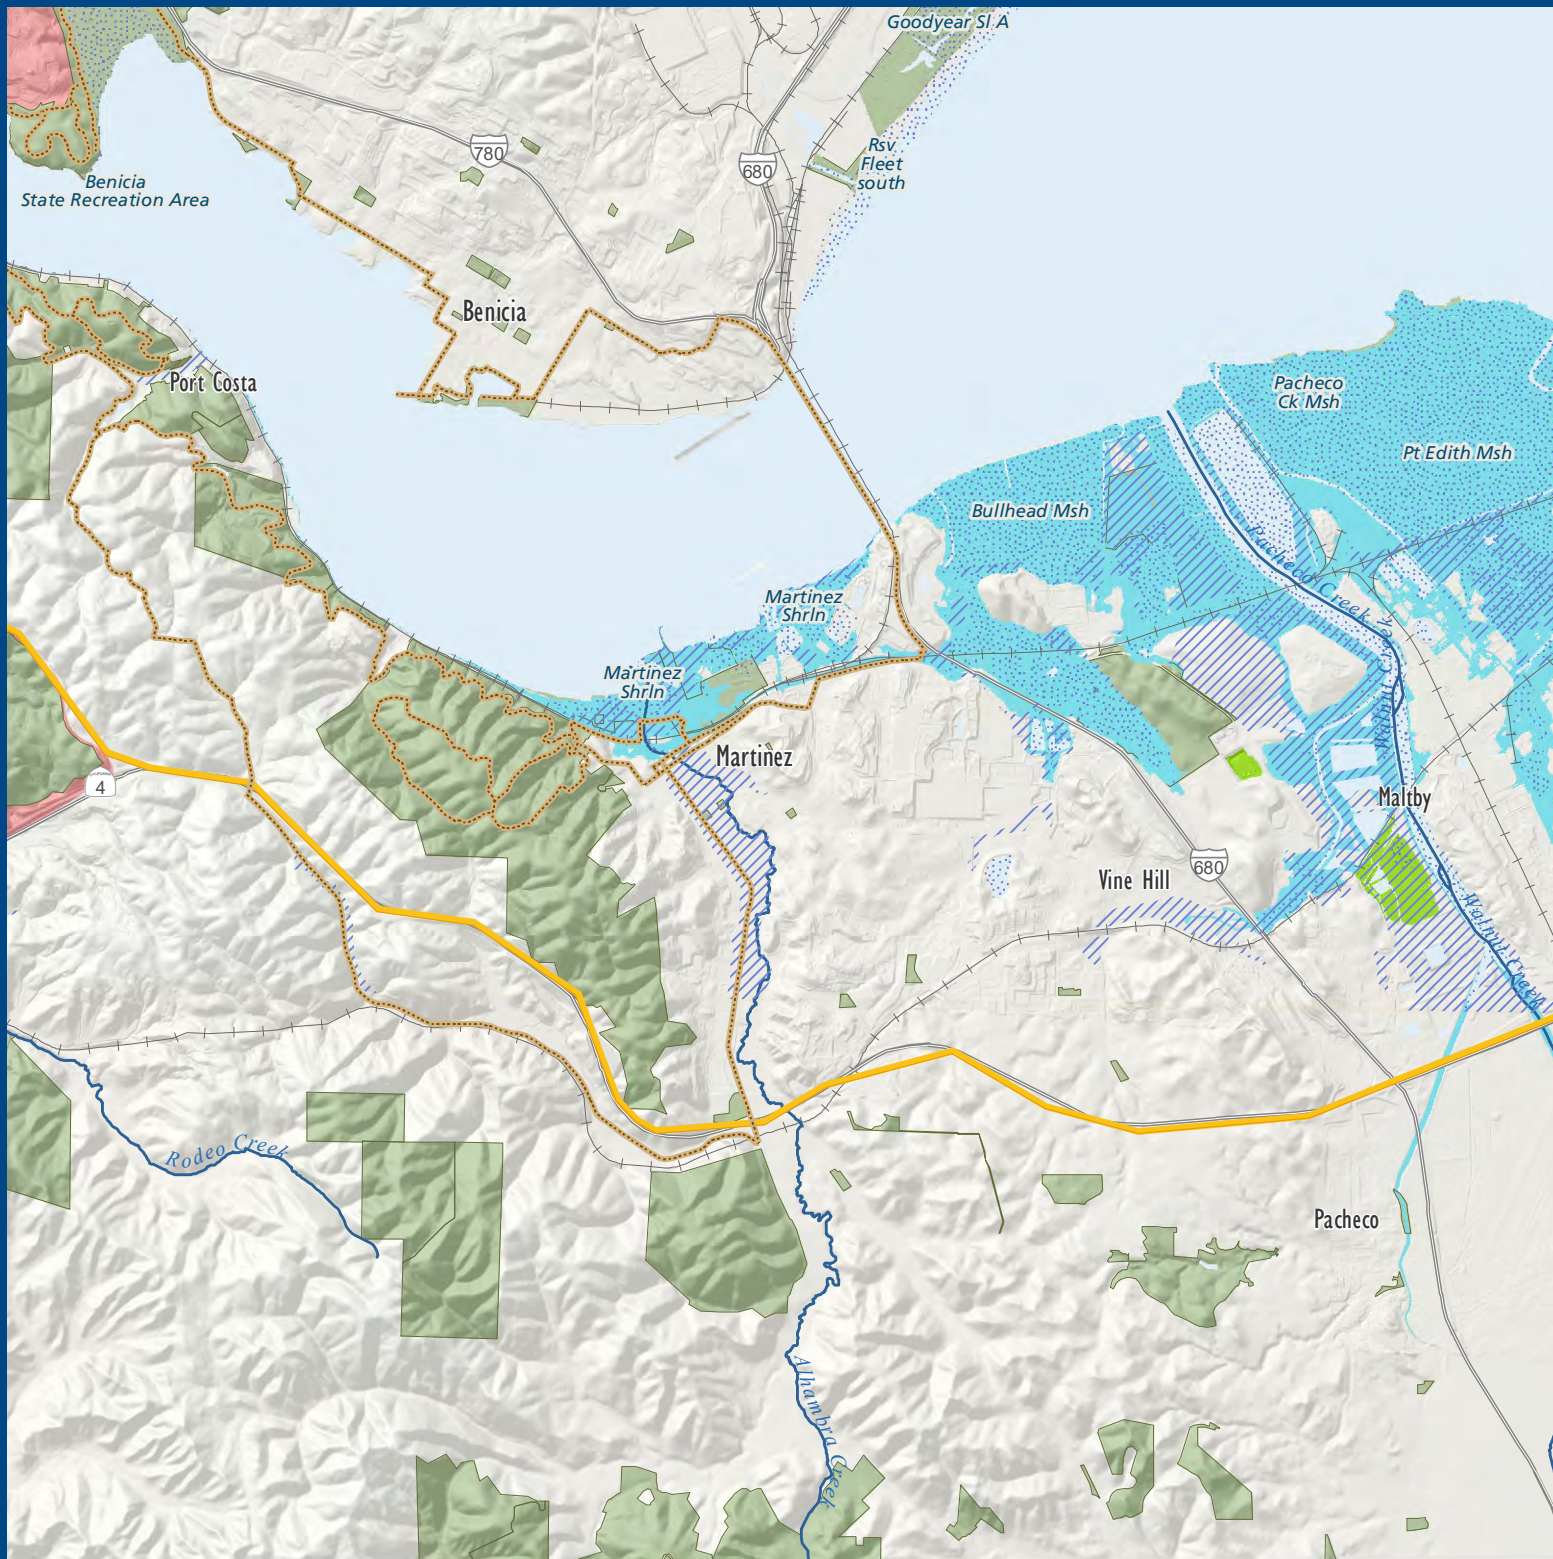 Goodyear Sl A
780
680
Rsv
Fleet
south
Benicia
State Recreation Area
Benicia
Port Costa
Pacheco
Ck Msh
Pt Edith Msh
Bullhead Msh
Pacheco Creek
Martinez
Shrln
Martinez
Shrln
Walnut Creek
Martinez
CALIFORNIA
4
Maltby
Vine Hill
680
Walnut Creek
Rodeo Creek
Pacheco
Alhambra Creek